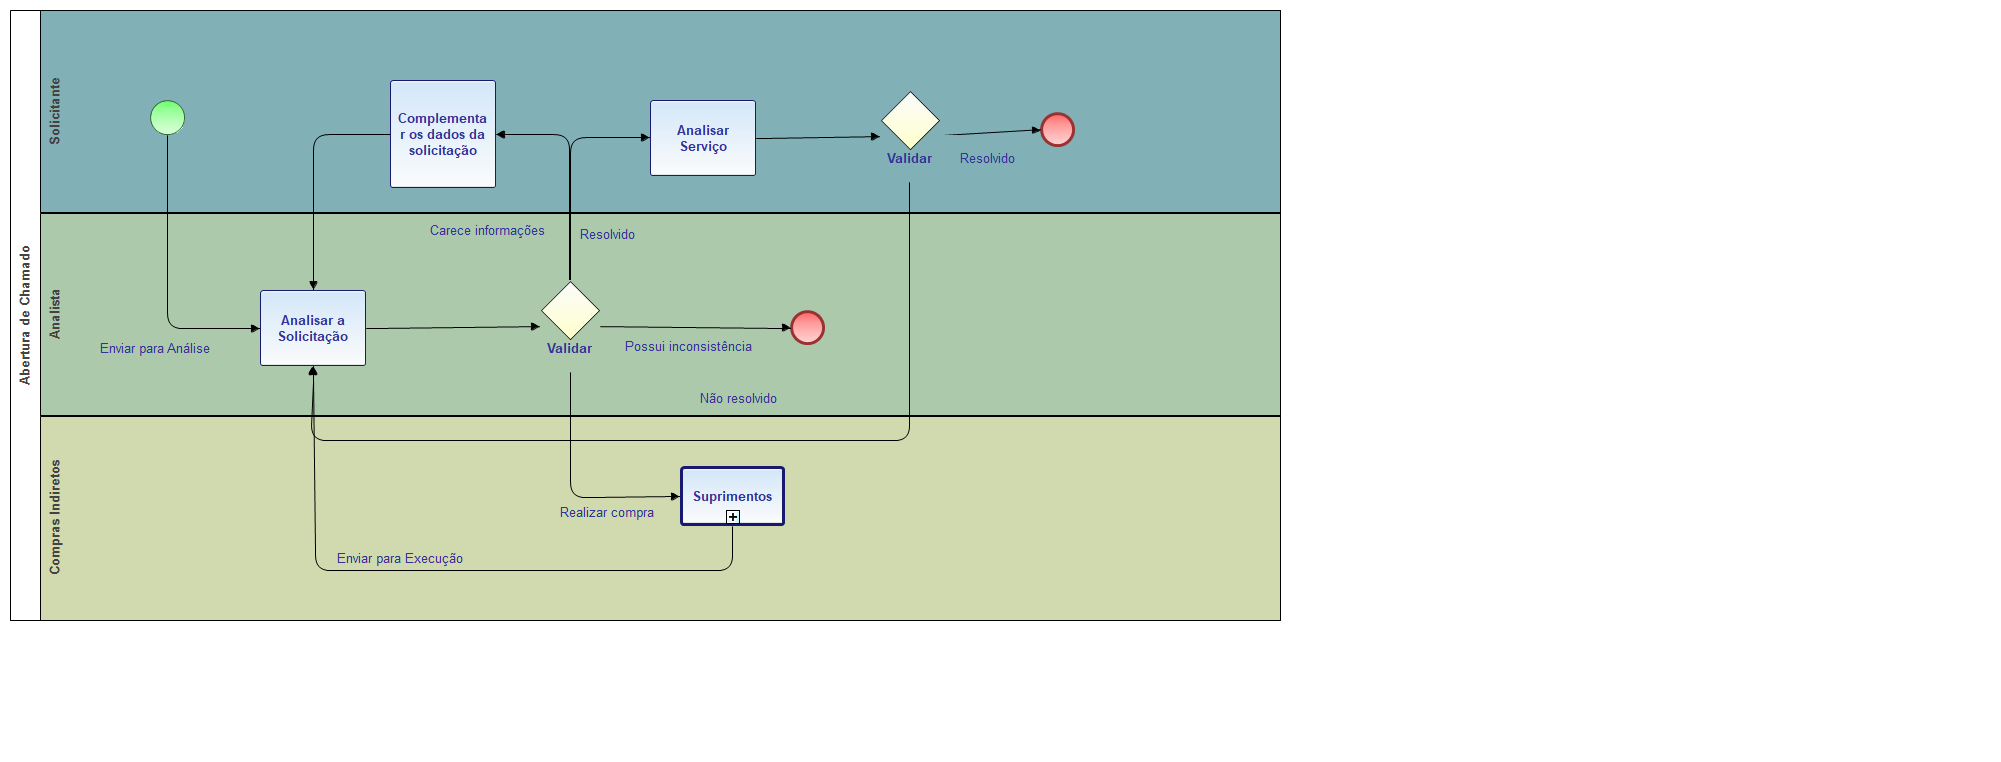 Abertura de Chamado
Solicitante
Complementa
r os dados da
solicitação
Analisar
Serviço
Validar
Resolvido
Analista
Carece informações
Resolvido
Enviar para Análise
Analisar a
Solicitação
Validar
Possui inconsistência
Não resolvido
Compras Indiretos
Suprimentos
Realizar compra
Enviar para Execução